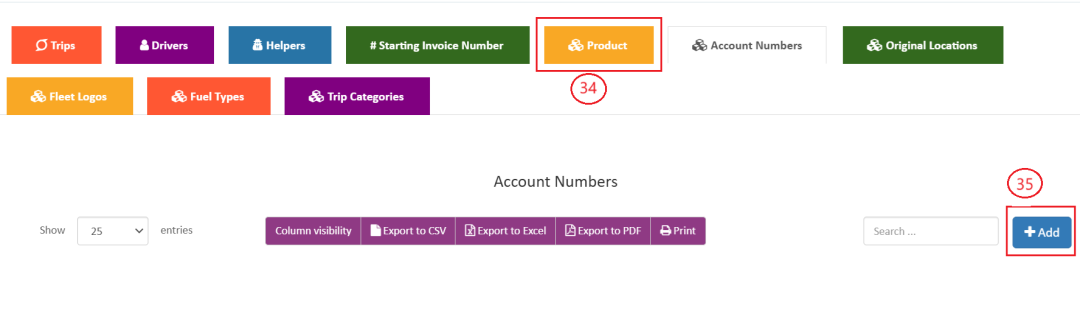 Trips Drivers Helpers # Starting Invoice Number Product Account Numbers Original Locations
34
Fleet Logos Fuel Types Trip Categories
Account Numbers
35
Show 25 entries Column visibility Export to CSV Export to Excel Export to PDF Print Search ... Add